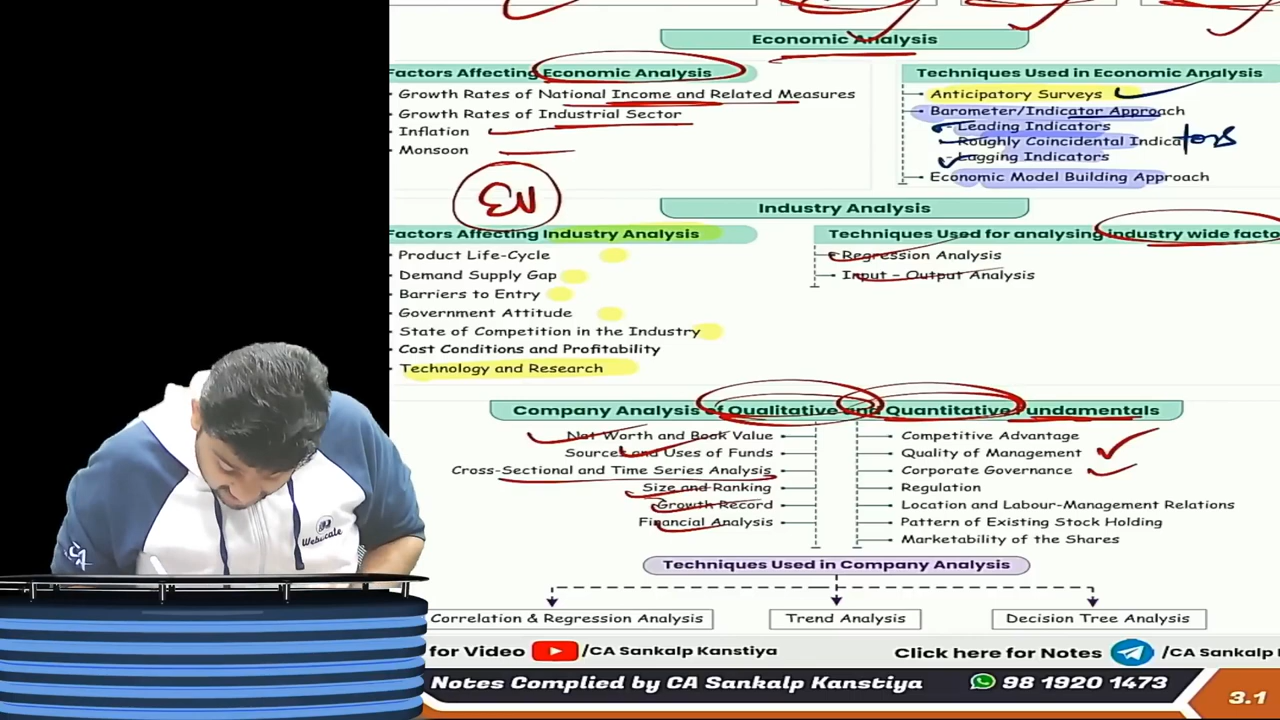 Economic Analysis
Factors Affecting Economic Analysis
Growth Rates of National Income and Related Measures
Growth Rates of Industrial Sector
Inflation
Monsoon
Techniques Used in Economic Analysis
Anticipatory Surveys
Barometer/Indicator Approach
- Leading Indicators
- Roughly Coincidental Indicators
- Lagging Indicators
Economic Model Building Approach
Industry Analysis
Factors Affecting Industry Analysis
Product Life-Cycle
Demand Supply Gap
Barriers to Entry
Government Attitude
State of Competition in the Industry
Cost Conditions and Profitability
Technology and Research
Techniques Used for analysing industry wide facto
Regression Analysis
Input – Output Analysis
Company Analysis of Qualitative and Quantitative Fundamentals
Net Worth and Book Value
Sources and Uses of Funds
Cross-Sectional and Time Series Analysis
Size and Ranking
Growth Record
Financial Analysis
Competitive Advantage
Quality of Management
Corporate Governance
Regulation
Location and Labour-Management Relations
Pattern of Existing Stock Holding
Marketability of the Shares
Techniques Used in Company Analysis
Correlation & Regression Analysis
Trend Analysis
Decision Tree Analysis
for Video /CA Sankalp Kanstiya
Click here for Notes /CA Sankalp K
Notes Complied by CA Sankalp Kanstiya
98 1920 1473
3.1
CA